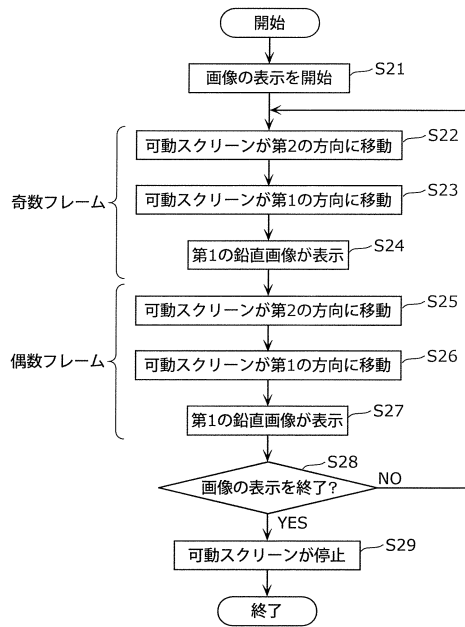 開始
画像の表示を開始 S21
可動スクリーンが第2の方向に移動 S22
可動スクリーンが第1の方向に移動 S23
奇数フレーム
第1の鉛直画像が表示 S24
可動スクリーンが第2の方向に移動 S25
可動スクリーンが第1の方向に移動 S26
偶数フレーム
第1の鉛直画像が表示 S27
画像の表示を終了? S28
NO
YES
可動スクリーンが停止 S29
終了